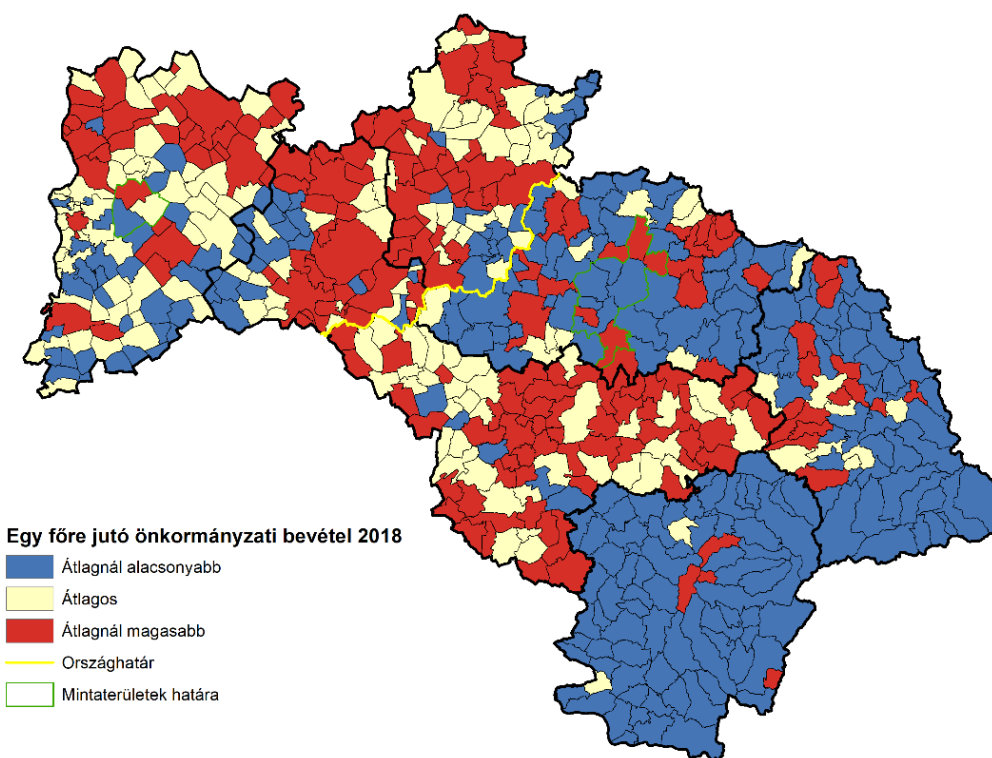 Egy főre jutó önkormányzati bevétel 2018
Átlagnál alacsonyabb
Átlagos
Átlagnál magasabb
Országhatár
Mintaterületek határa